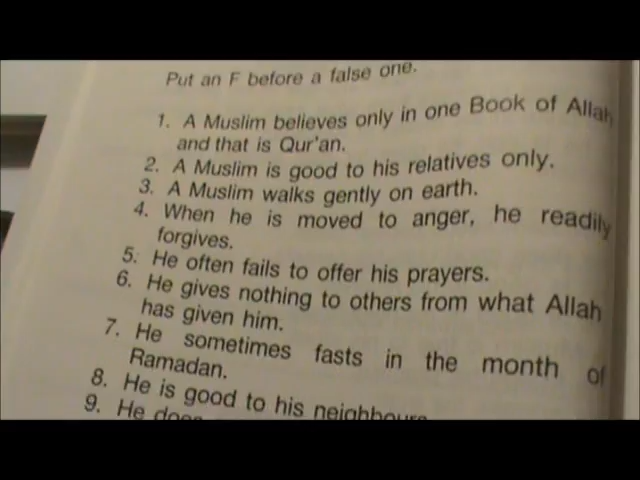 Put an F before a false one.
1. A Muslim believes only in one Book of Allah
and that is Qur'an.
2. A Muslim is good to his relatives only.
3. A Muslim walks gently on earth.
4. When he is moved to anger, he readily
forgives.
5. He often fails to offer his prayers.
6. He gives nothing to others from what Allah
has given him.
7. He sometimes fasts in the month of
Ramadan.
8. He is good to his neighbours.
9. He does